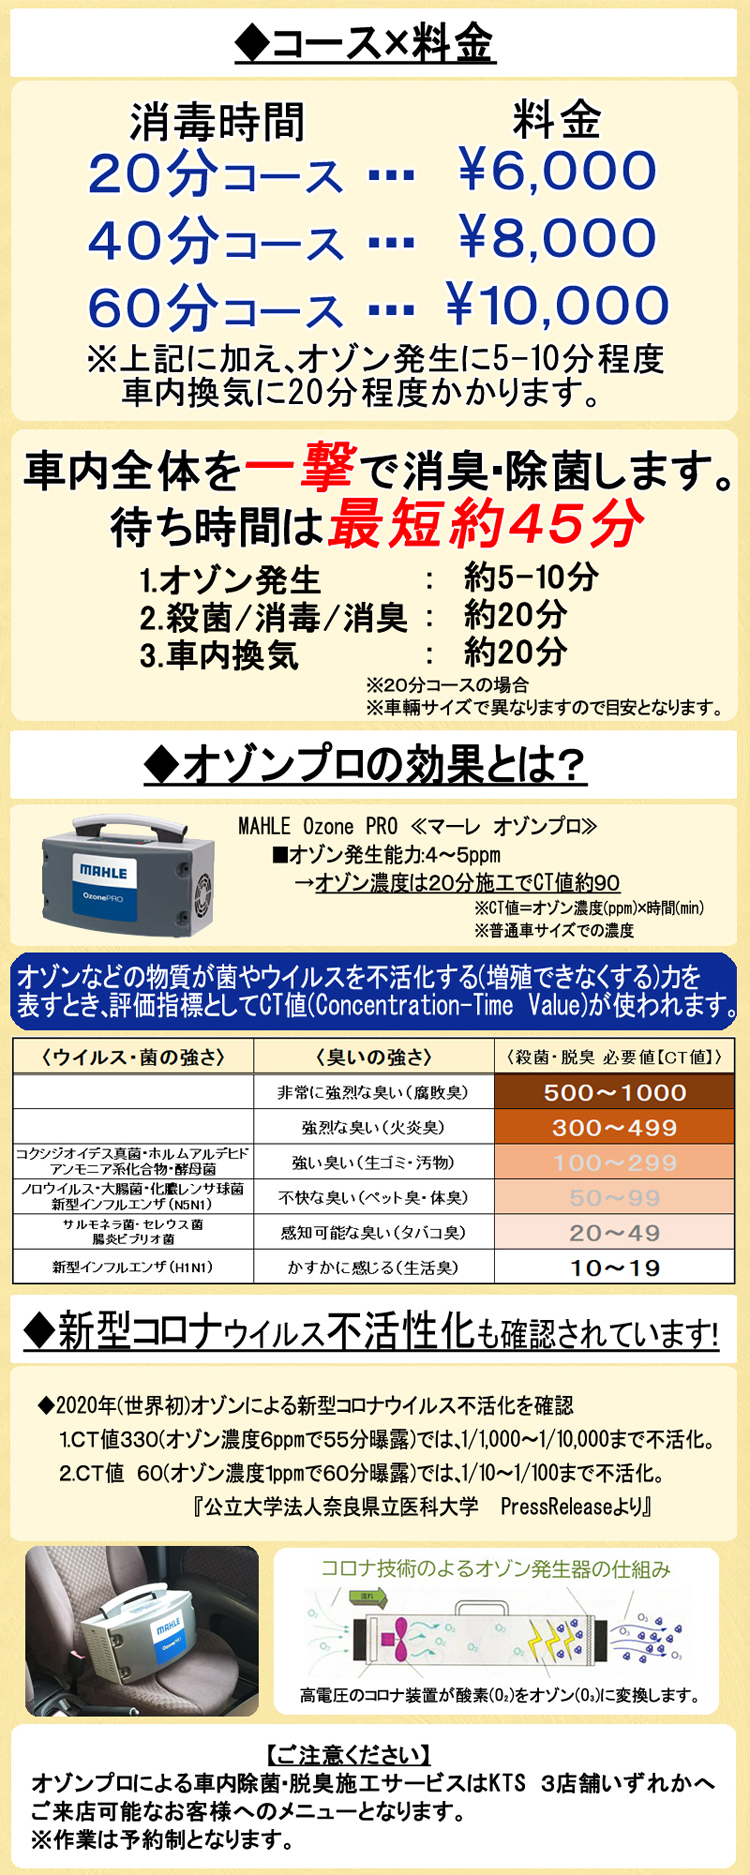 ◆コース×料金
消毒時間 料金
20分コース … ¥6,000
40分コース … ¥8,000
60分コース … ¥10,000
※上記に加え、オゾン発生に5-10分程度
車内換気に20分程度かかります。
車内全体を一撃で消臭・除菌します。
待ち時間は最短約45分
1.オゾン発生 : 約5-10分
2.殺菌/消毒/消臭 : 約20分
3.車内換気 : 約20分
※20分コースの場合
※車輌サイズで異なりますので目安となります。
◆オゾンプロの効果とは?
MAHLE Ozone PRO ≪マーレ オゾンプロ≫
■オゾン発生能力:4～5ppm
→オゾン濃度は20分施工でCT値約90
※CT値=オゾン濃度(ppm)×時間(min)
※普通車サイズでの濃度
MAHLE
OzonePRO
オゾンなどの物質が菌やウイルスを不活化する(増殖できなくする)力を
表すとき、評価指標としてCT値(Concentration-Time Value)が使われます。
〈ウイルス・菌の強さ〉 〈臭いの強さ〉 〈殺菌・脱臭 必要値【CT値】〉
非常に強烈な臭い(腐敗臭) 500～1000
強烈な臭い(火炎臭) 300～499
コクシジオイデス真菌・ホルムアルデヒド
アンモニア系化合物・酵母菌 強い臭い(生ゴミ・汚物) 100～299
ノロウイルス・大腸菌・化膿レンサ球菌
新型インフルエンザ(N5N1) 不快な臭い(ペット臭・体臭) 50～99
サルモネラ菌・セレウス菌
腸炎ビブリオ菌 感知可能な臭い(タバコ臭) 20～49
新型インフルエンザ(H1N1) かすかに感じる(生活臭) 10～19
◆新型コロナウイルス不活性化も確認されています!
◆2020年(世界初)オゾンによる新型コロナウイルス不活化を確認
1.CT値330(オゾン濃度6ppmで55分曝露)では、1/1,000～1/10,000まで不活化。
2.CT値 60(オゾン濃度1ppmで60分曝露)では、1/10～1/100まで不活化。
『公立大学法人奈良県立医科大学 PressReleaseより』
MAHLE
OzonePRO
コロナ技術のよるオゾン発生器の仕組み
流れ
O₂ O₂ O₂ O₂ O₂ O₃ O₃ O₃
高電圧のコロナ装置が酸素(O₂)をオゾン(O₃)に変換します。
【ご注意ください】
オゾンプロによる車内除菌・脱臭施工サービスはKTS 3店舗いずれかへ
ご来店可能なお客様へのメニューとなります。
※作業は予約制となります。